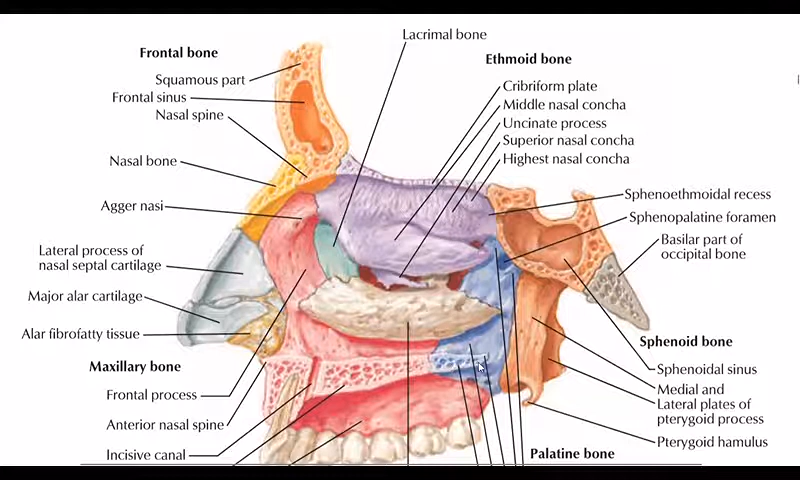 Lacrimal bone
Frontal bone
Ethmoid bone
Squamous part
Cribriform plate
Frontal sinus
Middle nasal concha
Nasal spine
Uncinate process
Superior nasal concha
Nasal bone
Highest nasal concha
Sphenoethmoidal recess
Agger nasi
Sphenopalatine foramen
Basilar part of
occipital bone
Lateral process of
nasal septal cartilage
Major alar cartilage
Alar fibrofatty tissue
Sphenoid bone
Maxillary bone
Sphenoidal sinus
Frontal process
Medial and
Lateral plates of
pterygoid process
Anterior nasal spine
Pterygoid hamulus
Incisive canal
Palatine bone